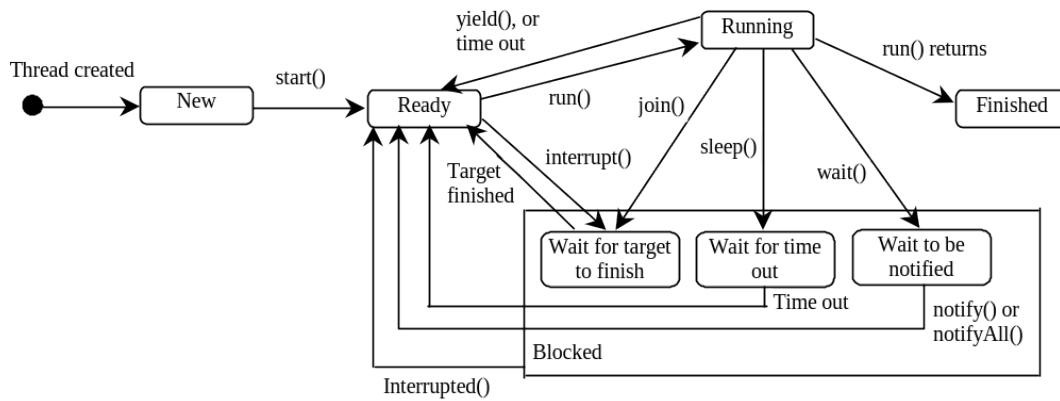 yield(), or
time out
Running
run() returns
Thread created
start()
New
Ready
run()
join()
Finished
sleep()
interrupt()
Target
finished
wait()
Wait for target
to finish
Wait for time
out
Wait to be
notified
Time out
notify() or
notifyAll()
Blocked
Interrupted()